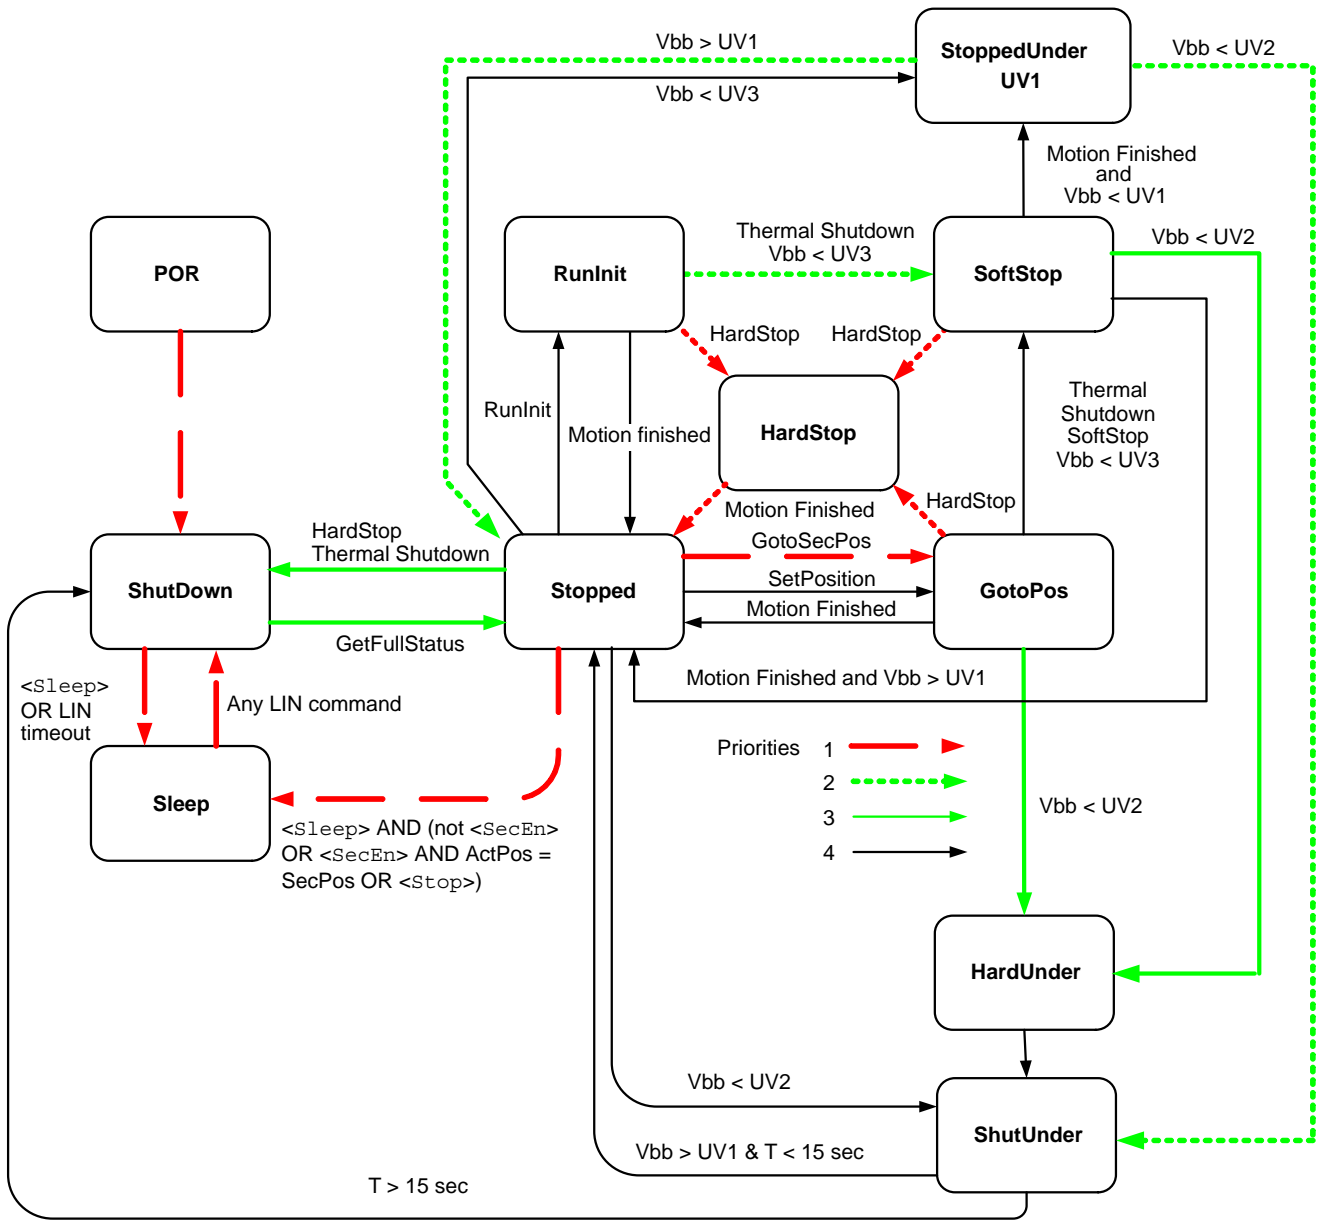 Vbb > UV1
Vbb < UV3
StoppedUnder
UV1
Vbb < UV2
Motion Finished
and
Vbb < UV1
POR
RunInit
Thermal Shutdown
Vbb < UV3
SoftStop
Vbb < UV2
HardStop
HardStop
HardStop
RunInit
Motion finished
Thermal
Shutdown
SoftStop
Vbb < UV3
HardStop
Motion Finished
HardStop
Thermal Shutdown
GotoSecPos
ShutDown
Stopped
SetPosition
GotoPos
Motion Finished
GetFullStatus
Motion Finished and Vbb > UV1
<Sleep>
OR LIN
timeout
Any LIN command
Sleep
Priorities
1
2
3
4
<Sleep> AND (not <SecEn>
OR <SecEn> AND ActPos =
SecPos OR <Stop>)
Vbb < UV2
HardUnder
Vbb < UV2
ShutUnder
Vbb > UV1 & T < 15 sec
T > 15 sec